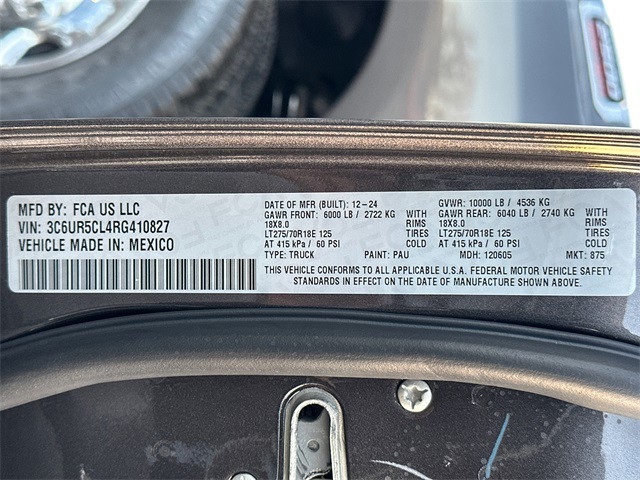 MFD BY: FCA US LLC
VIN: 3C6UR5CL4RG410827
VEHICLE MADE IN: MEXICO
DATE OF MFR (BUILT): 12-24 GVWR: 10000 LB / 4536 KG
GAWR FRONT: 6000 LB / 2722 KG WITH GAWR REAR: 6040 LB / 2740 KG WITH
18X8.0 RIMS 18X8.0 RIMS
LT275/70R18E 125 TIRES LT275/70R18E 125 TIRES
AT 415 kPa / 60 PSI COLD AT 415 kPa / 60 PSI COLD
TYPE: TRUCK PAINT: PAU MDH: 120605 MKT: 875
THIS VEHICLE CONFORMS TO ALL APPLICABLE U.S.A. FEDERAL MOTOR VEHICLE SAFETY
STANDARDS IN EFFECT ON THE DATE OF MANUFACTURE SHOWN ABOVE.